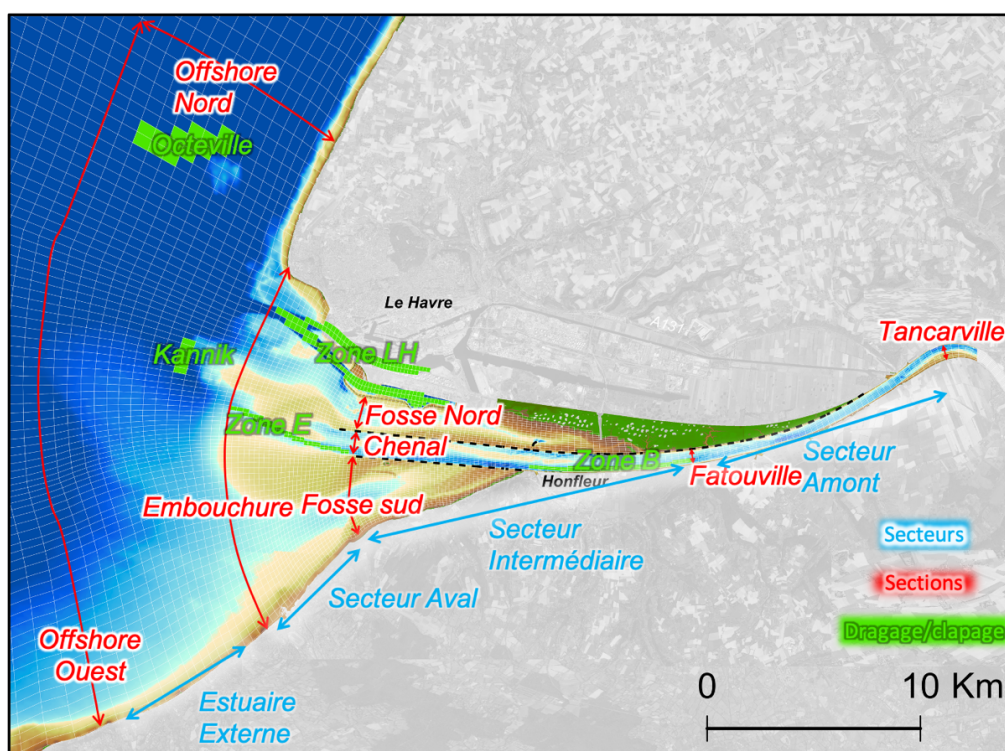 Offshore
Nord
Octeville
Le Havre
A131
Tancarville
Kannik
Zone LH
Zone E
Fosse Nord
Chenal
Zone B
Honfleur
Fatouville
Secteur
Amont
Embouchure
Fosse sud
Secteur
Intermédiaire
Secteurs
Sections
Dragage/clapage
Secteur Aval
Offshore
Ouest
Estuaire
Externe
0
10 Km